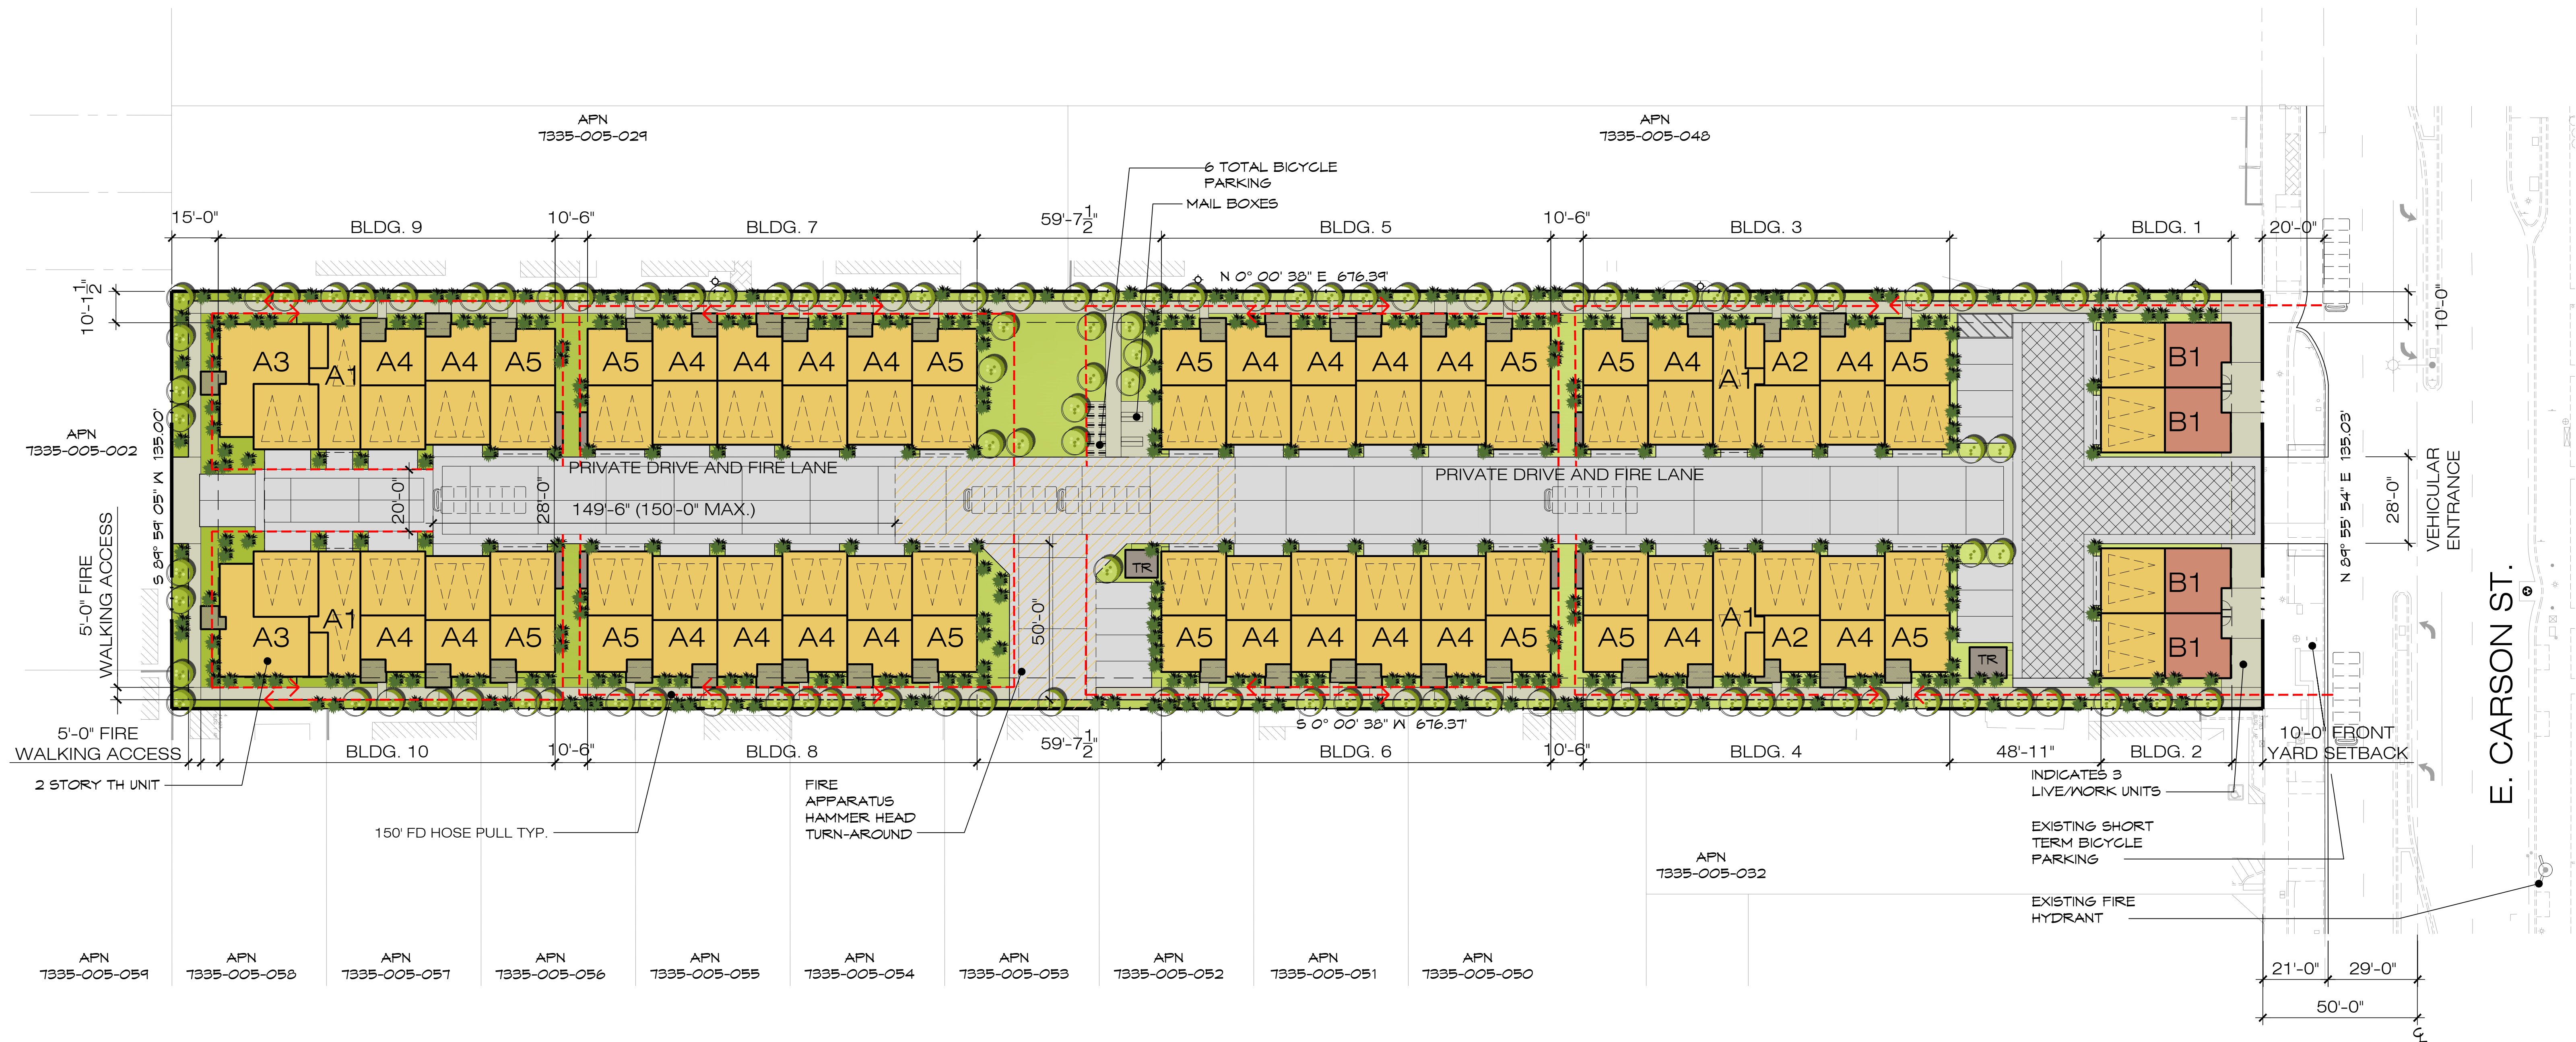 APN
7335-005-029
APN
7335-005-048
6 TOTAL BICYCLE
PARKING
MAIL BOXES
15'-0"
BLDG. 9
10'-6"
BLDG. 7
59'-7 1/2"
BLDG. 5
10'-6"
BLDG. 3
BLDG. 1
20'-0"
N 0° 00' 38" E 676.39'
10'-1 1/2"
10'-0"
A3
A1
A4
A4
A5
A5
A4
A4
A4
A4
A5
A5
A4
A4
A4
A4
A5
A5
A4
A1
A2
A4
A5
B1
B1
APN
7335-005-002
S 89° 59' 05" W 135.00'
N 89° 55' 54" E 135.03'
PRIVATE DRIVE AND FIRE LANE
PRIVATE DRIVE AND FIRE LANE
20'-0"
28'-0"
149'-6" (150'-0" MAX.)
28'-0"
VEHICULAR
ENTRANCE
5'-0" FIRE
WALKING ACCESS
50'-0"
TR
TR
A3
A1
A4
A4
A5
A5
A4
A4
A4
A4
A5
A5
A4
A4
A4
A4
A5
A5
A4
A1
A2
A4
A5
B1
B1
E. CARSON ST.
S 0° 00' 38" W 676.37'
5'-0" FIRE
WALKING ACCESS
BLDG. 10
10'-6"
BLDG. 8
59'-7 1/2"
BLDG. 6
10'-6"
BLDG. 4
48'-11"
BLDG. 2
10'-0" FRONT
YARD SETBACK
2 STORY TH UNIT
150' FD HOSE PULL TYP.
FIRE
APPARATUS
HAMMER HEAD
TURN-AROUND
INDICATES 3
LIVE/WORK UNITS
EXISTING SHORT
TERM BICYCLE
PARKING
EXISTING FIRE
HYDRANT
APN
7335-005-032
APN
7335-005-059
APN
7335-005-058
APN
7335-005-057
APN
7335-005-056
APN
7335-005-055
APN
7335-005-054
APN
7335-005-053
APN
7335-005-052
APN
7335-005-051
APN
7335-005-050
21'-0"
29'-0"
50'-0"